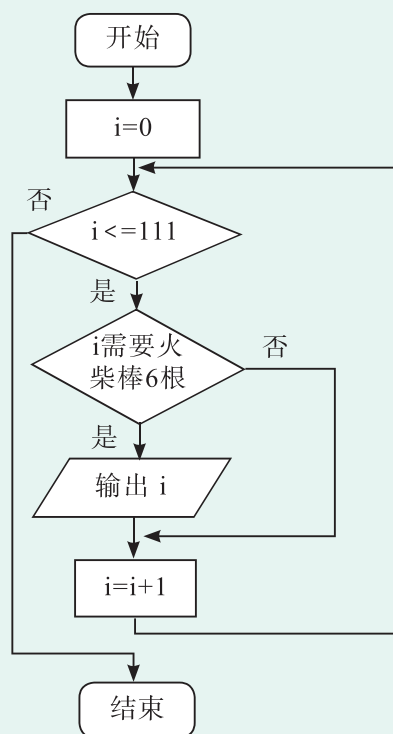 开始
i=0
否
i<=111
是
i需要火
柴棒6根
否
是
输出 i
i=i+1
结束